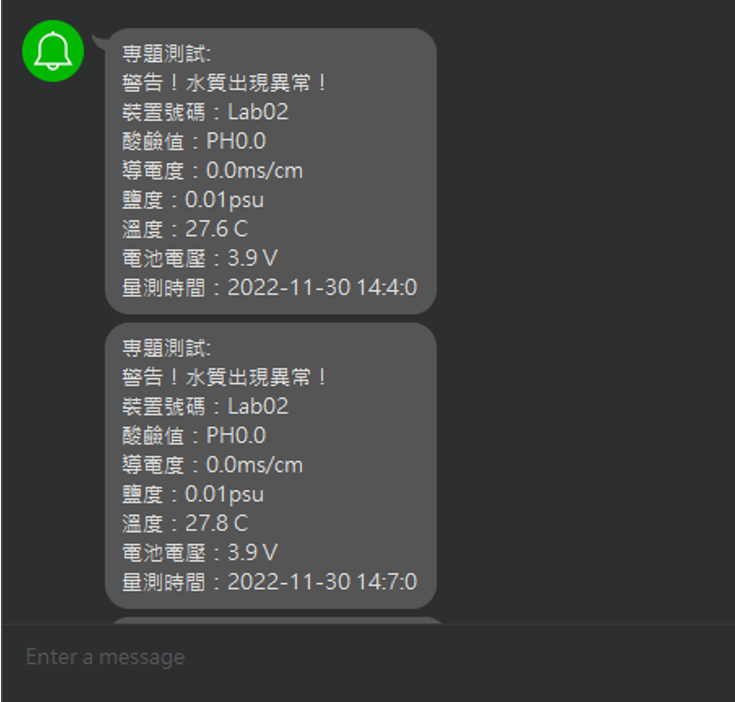 專題測試:
警告！水質出現異常！
裝置號碼：Lab02
酸鹼值：PH0.0
導電度：0.0ms/cm
鹽度：0.01psu
溫度：27.6 C
電池電壓：3.9 V
量測時間：2022-11-30 14:4:0
專題測試:
警告！水質出現異常！
裝置號碼：Lab02
酸鹼值：PH0.0
導電度：0.0ms/cm
鹽度：0.01psu
溫度：27.8 C
電池電壓：3.9 V
量測時間：2022-11-30 14:7:0
Enter a message